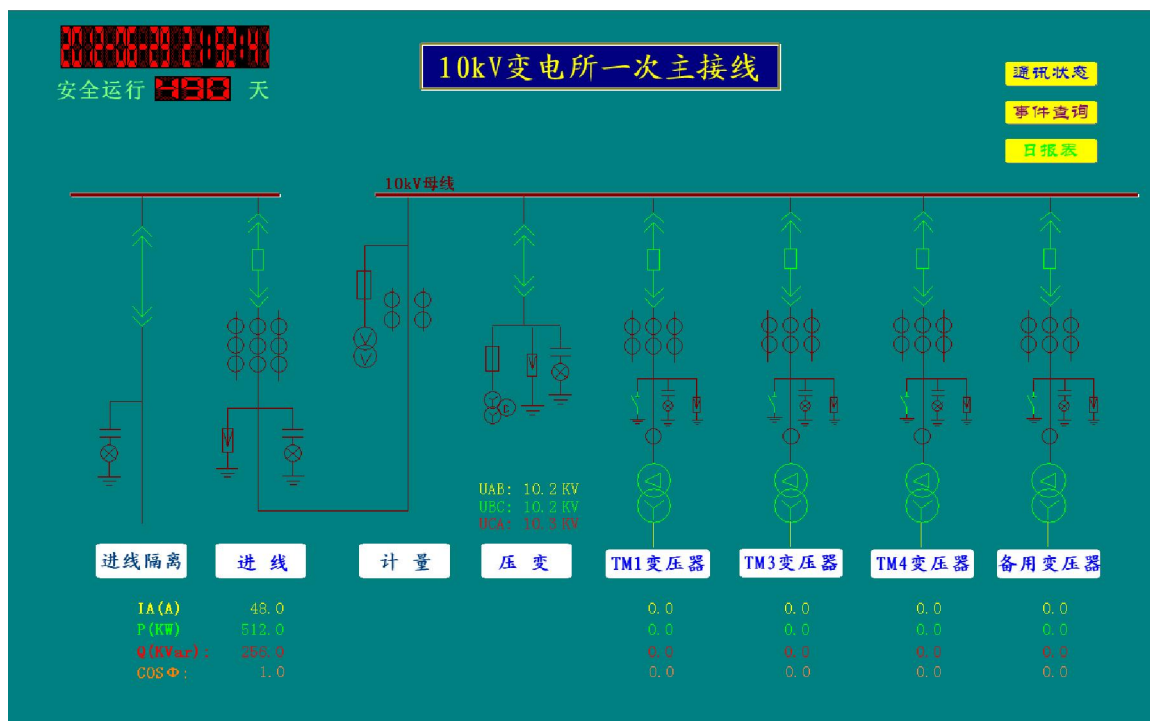 10kV变电所一次主接线
安全运行 天
通讯状态
事件查询
日报表
10kV母线
UAB: 10.2 KV
UBC: 10.2 KV
UCA: 10.3 KV
进线隔离 进 线 计 量 压 变 TM1变压器 TM3变压器 TM4变压器 备用变压器
IA(A) 48.0 0.0 0.0 0.0 0.0
P(KW) 512.0 0.0 0.0 0.0 0.0
Q(KVar): 256.0 0.0 0.0 0.0 0.0
COSΦ: 1.0 0.0 0.0 0.0 0.0